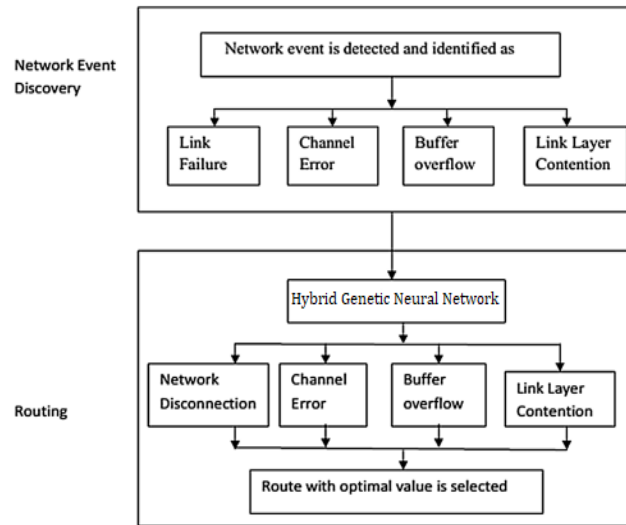 Network event is detected and identified as
Network Event
Discovery
Link
Failure
Channel
Error
Buffer
overflow
Link Layer
Contention
Hybrid Genetic Neural Network
Network
Disconnection
Channel
Error
Buffer
overflow
Link Layer
Contention
Routing
Route with optimal value is selected